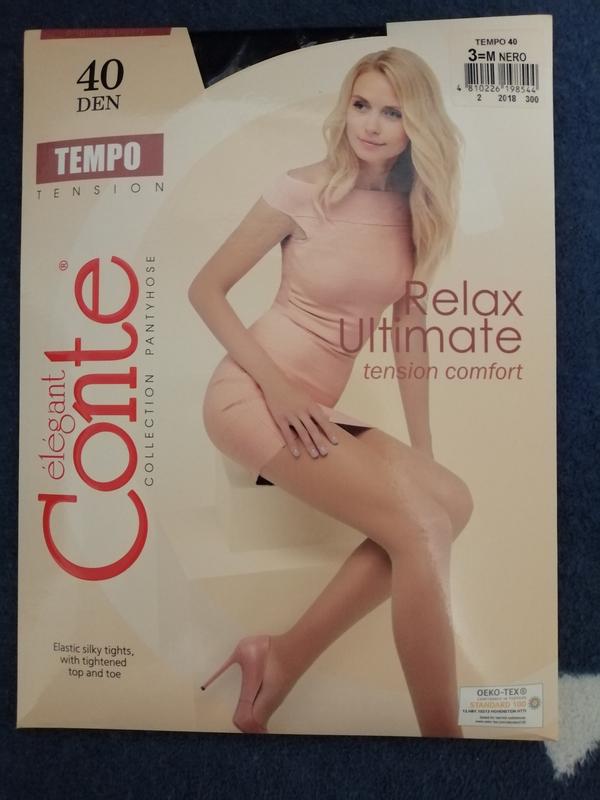 40
DEN
TEMPO
TENSION
élégant
Conte®
COLLECTION PANTYHOSE
TEMPO 40
3=M NERO
4 810226 198544
2 2018 300
Relax
Ultimate
tension comfort
Elastic silky tights,
with tightened
top and toe
OEKO-TEX®
STANDARD 100